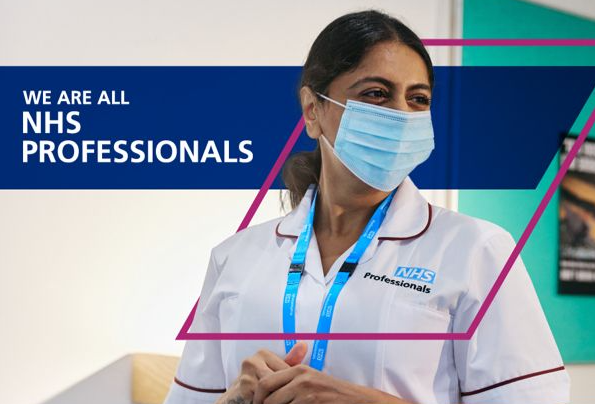 WE ARE ALL
NHS
PROFESSIONALS
NHS
Professionals